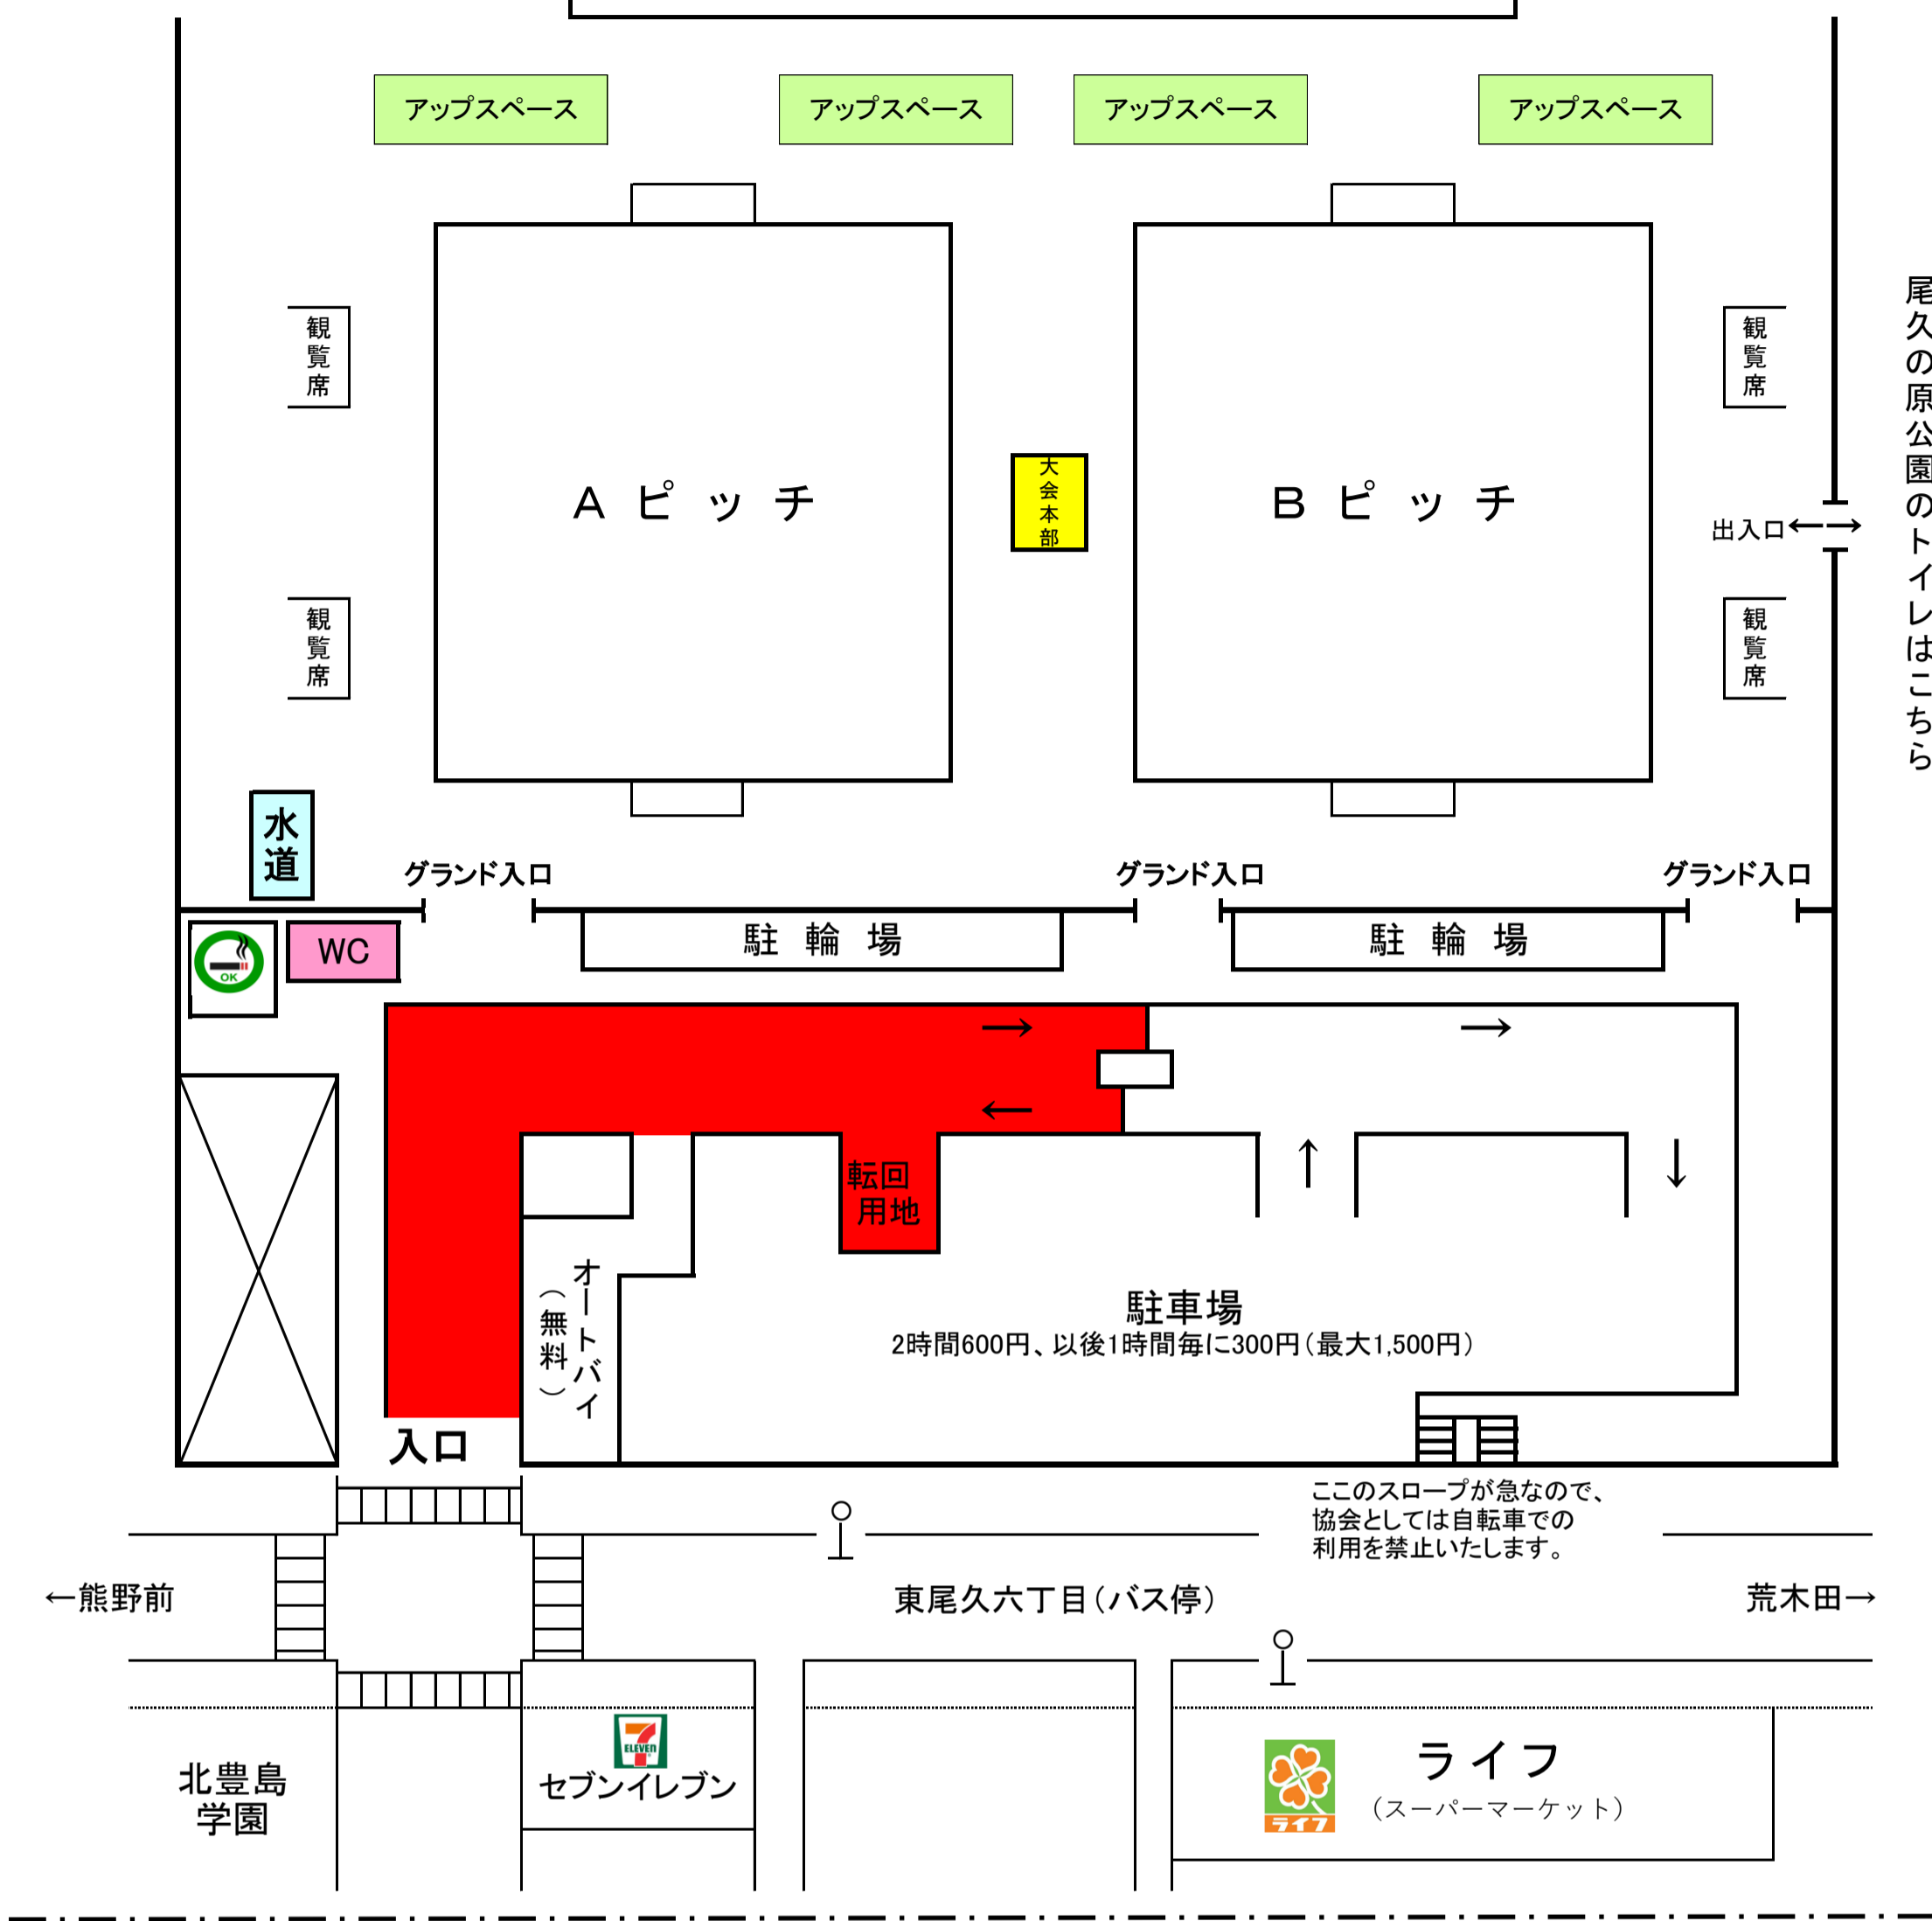 アップスペース
アップスペース
アップスペース
アップスペース
観覧席
観覧席
Aピッチ
大会本部
Bピッチ
出入口
尾久の原公園のトイレはこちら
観覧席
観覧席
水道
グランド入口
グランド入口
グランド入口
OK
WC
駐輪場
駐輪場
→
→
←
転回
用地
↑
↓
オートバイ
(無料)
駐車場
2時間600円、以後1時間毎に300円(最大1,500円)
入口
ここのスロープが急なので、
協会としては自転車での
利用を禁止いたします。
←熊野前
東尾久六丁目(バス停)
荒木田→
北豊島
学園
7
ELEVEN
セブンイレブン
ライフ
ライフ
(スーパーマーケット)